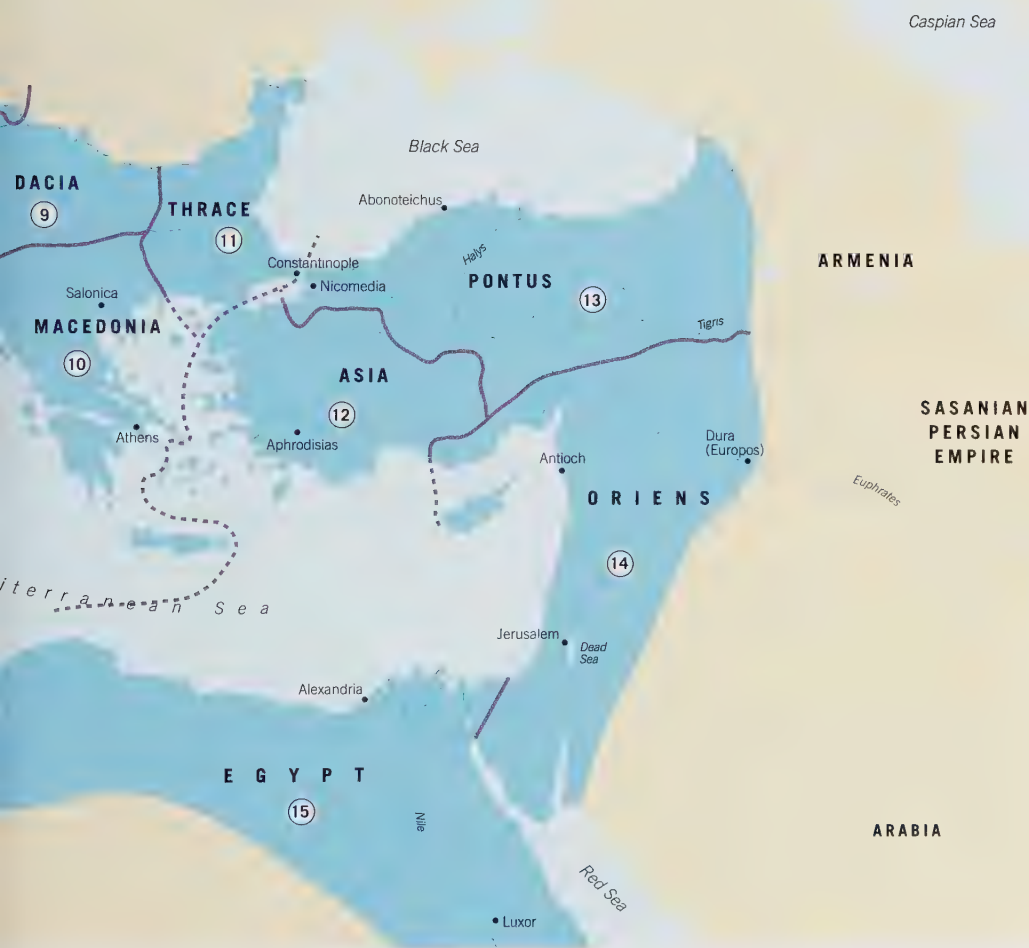 Caspian Sea
Black Sea
DACIA
9
THRACE
11
Abonoteichus
Halys
PONTUS
13
ARMENIA
Constantinople
Nicomedia
Salonica
MACEDONIA
10
Tigris
ASIA
12
Athens
Aphrodisias
Antioch
Dura
(Europos)
SASANIAN
PERSIAN
EMPIRE
Euphrates
ORIENS
14
iterranean Sea
Jerusalem
Dead
Sea
Alexandria
EGYPT
15
Nile
ARABIA
Red Sea
Luxor